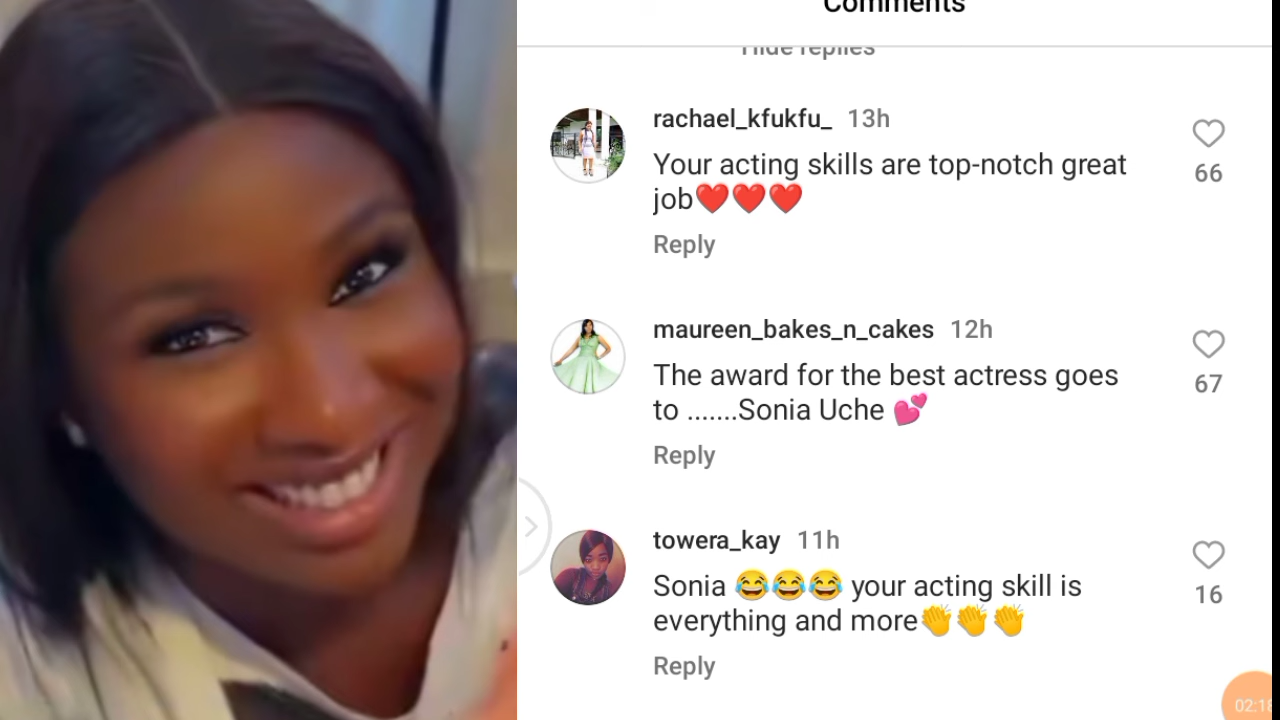 Comments
Hide replies
rachael_kfukfu_ 13h
Your acting skills are top-notch great
job❤️❤️❤️
66
Reply
maureen_bakes_n_cakes 12h
The award for the best actress goes
to .......Sonia Uche 💕
67
Reply
towera_kay 11h
Sonia 😂😂😂 your acting skill is
everything and more👏👏👏
16
Reply